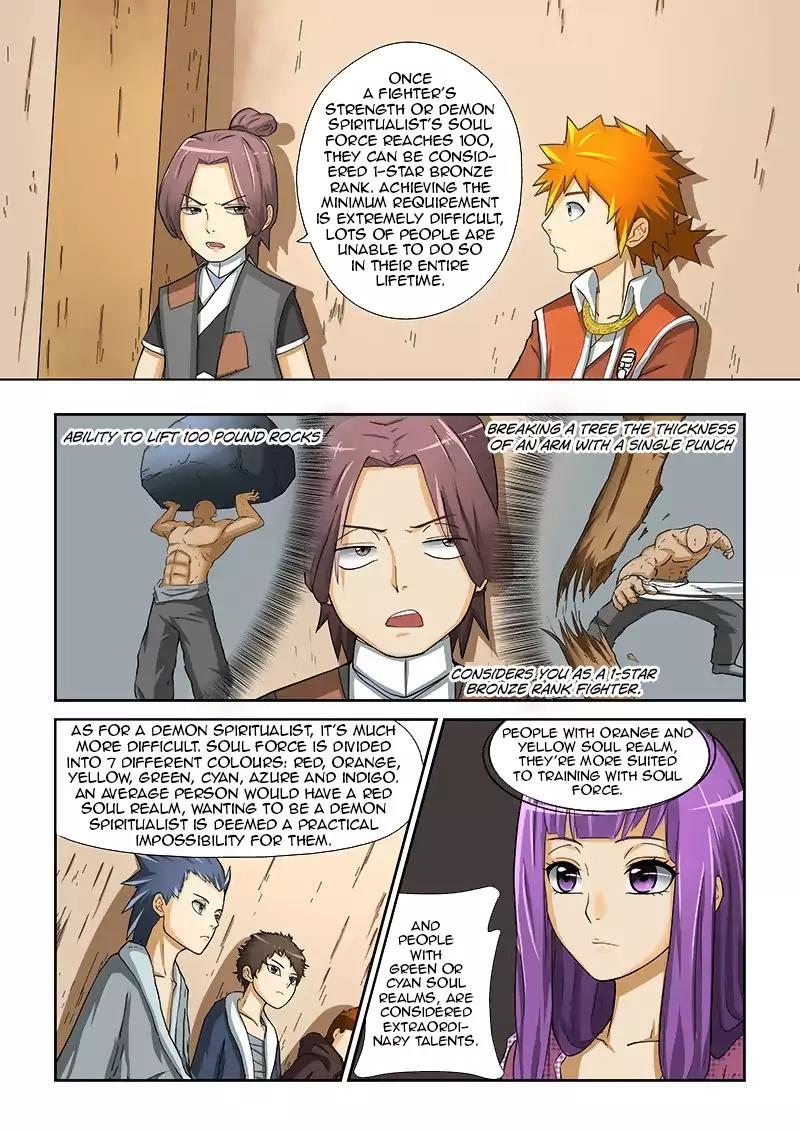 ONCE
A FIGHTER'S
STRENGTH OR DEMON
SPIRITUALIST'S SOUL
FORCE REACHES 100,
THEY CAN BE CONSID-
ERED 1-STAR BRONZE
RANK. ACHIEVING THE
MINIMUM REQUIREMENT
IS EXTREMELY DIFFICULT,
LOTS OF PEOPLE ARE
UNABLE TO DO SO
IN THEIR ENTIRE
LIFETIME.
ABILITY TO LIFT 100 POUND ROCKS
BREAKING A TREE THE THICKNESS
OF AN ARM WITH A SINGLE PUNCH
CONSIDERS YOU AS A 1-STAR
BRONZE RANK FIGHTER.
AS FOR A DEMON SPIRITUALIST, IT'S MUCH
MORE DIFFICULT. SOUL FORCE IS DIVIDED
INTO 7 DIFFERENT COLOURS: RED, ORANGE,
YELLOW, GREEN, CYAN, AZURE AND INDIGO.
AN AVERAGE PERSON WOULD HAVE A RED
SOUL REALM, WANTING TO BE A DEMON
SPIRITUALIST IS DEEMED A PRACTICAL
IMPOSSIBILITY FOR THEM.
PEOPLE WITH ORANGE AND
YELLOW SOUL REALM,
THEY'RE MORE SUITED
TO TRAINING WITH SOUL
FORCE.
AND
PEOPLE
WITH
GREEN OR
CYAN SOUL
REALMS, ARE
CONSIDERED
EXTRAORDI-
NARY TALENTS.